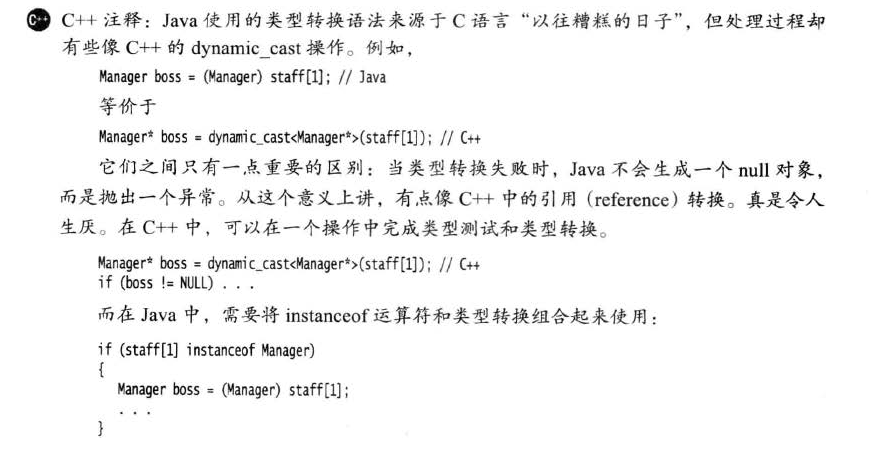 C++ C++ 注释：Java 使用的类型转换语法来源于 C 语言“以往糟糕的日子”，但处理过程却
有些像 C++ 的 dynamic_cast 操作。例如，
Manager boss = (Manager) staff[1]; // Java
等价于
Manager* boss = dynamic_cast<Manager*>(staff[1]); // C++
它们之间只有一点重要的区别：当类型转换失败时，Java 不会生成一个 null 对象，
而是抛出一个异常。从这个意义上讲，有点像 C++ 中的引用（reference）转换。真是令人
生厌。在 C++ 中，可以在一个操作中完成类型测试和类型转换。
Manager* boss = dynamic_cast<Manager*>(staff[1]); // C++
if (boss != NULL) . . .
而在 Java 中，需要将 instanceof 运算符和类型转换组合起来使用：
if (staff[1] instanceof Manager)
{
Manager boss = (Manager) staff[1];
. . .
}